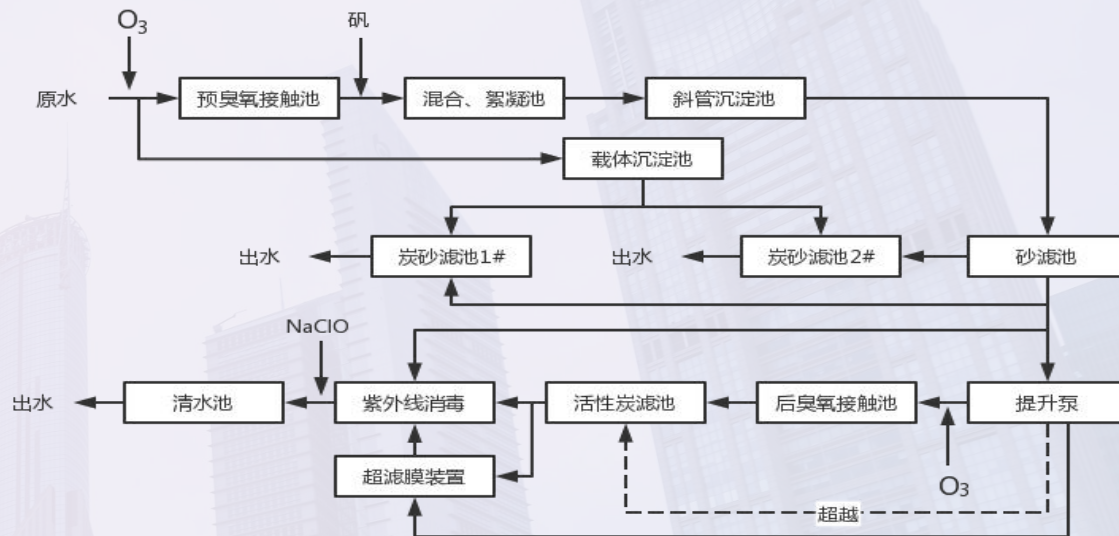 O₃
矾
原水
预臭氧接触池
混合、絮凝池
斜管沉淀池
载体沉淀池
出水
炭砂滤池1#
出水
炭砂滤池2#
砂滤池
NaClO
出水
清水池
紫外线消毒
活性炭滤池
后臭氧接触池
提升泵
超滤膜装置
O₃
超越